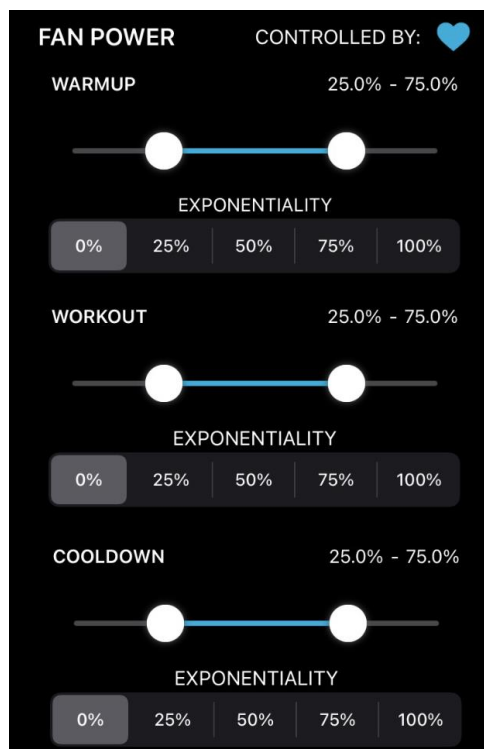 FAN POWER CONTROLLED BY:
WARMUP 25.0% - 75.0%
EXPONENTIALITY
0% 25% 50% 75% 100%
WORKOUT 25.0% - 75.0%
EXPONENTIALITY
0% 25% 50% 75% 100%
COOLDOWN 25.0% - 75.0%
EXPONENTIALITY
0% 25% 50% 75% 100%